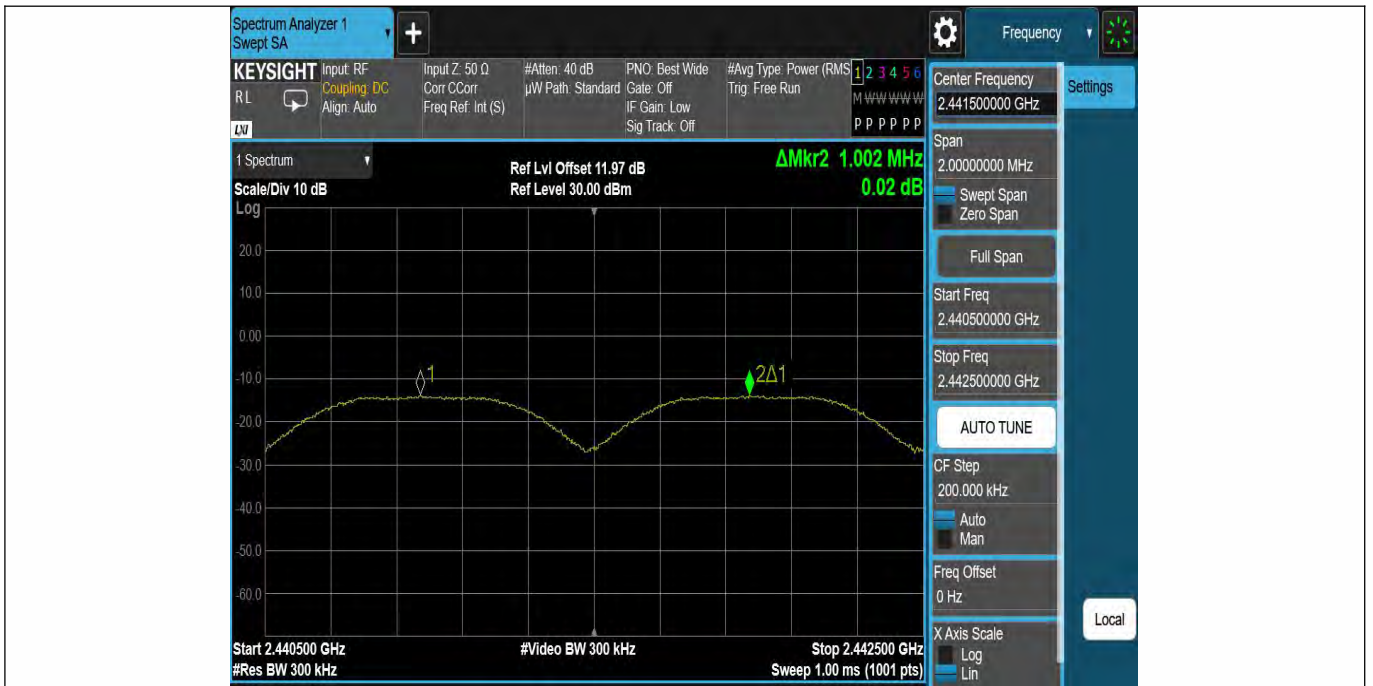 Spectrum Analyzer 1
Swept SA
+
Frequency
KEYSIGHT
RL
LXI
Input: RF
Coupling: DC
Align: Auto
Input Z: 50 Ω
Corr CCorr
Freq Ref: Int (S)
#Atten: 40 dB
µW Path: Standard
PNO: Best Wide
Gate: Off
IF Gain: Low
Sig Track: Off
#Avg Type: Power (RMS
Trig: Free Run
1 2 3 4 5 6
M W W W W W
P P P P P P
1 Spectrum
Scale/Div 10 dB
Log
Ref Lvl Offset 11.97 dB
Ref Level 30.00 dBm
ΔMkr2 1.002 MHz
0.02 dB
20.0
10.0
0.00
-10.0
-20.0
-30.0
-40.0
-50.0
-60.0
1
2Δ1
Start 2.440500 GHz
#Res BW 300 kHz
#Video BW 300 kHz
Stop 2.442500 GHz
Sweep 1.00 ms (1001 pts)
Center Frequency
2.441500000 GHz
Settings
Span
2.00000000 MHz
Swept Span
Zero Span
Full Span
Start Freq
2.440500000 GHz
Stop Freq
2.442500000 GHz
AUTO TUNE
CF Step
200.000 kHz
Auto
Man
Freq Offset
0 Hz
X Axis Scale
Log
Lin
Local